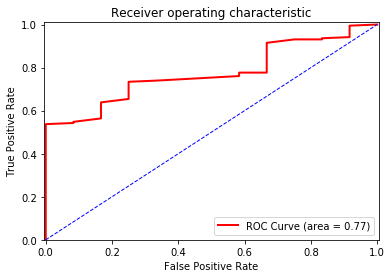 Receiver operating characteristic
True Positive Rate
1.0
0.8
0.6
0.4
0.2
0.0
ROC Curve (area = 0.77)
0.0 0.2 0.4 0.6 0.8 1.0
False Positive Rate